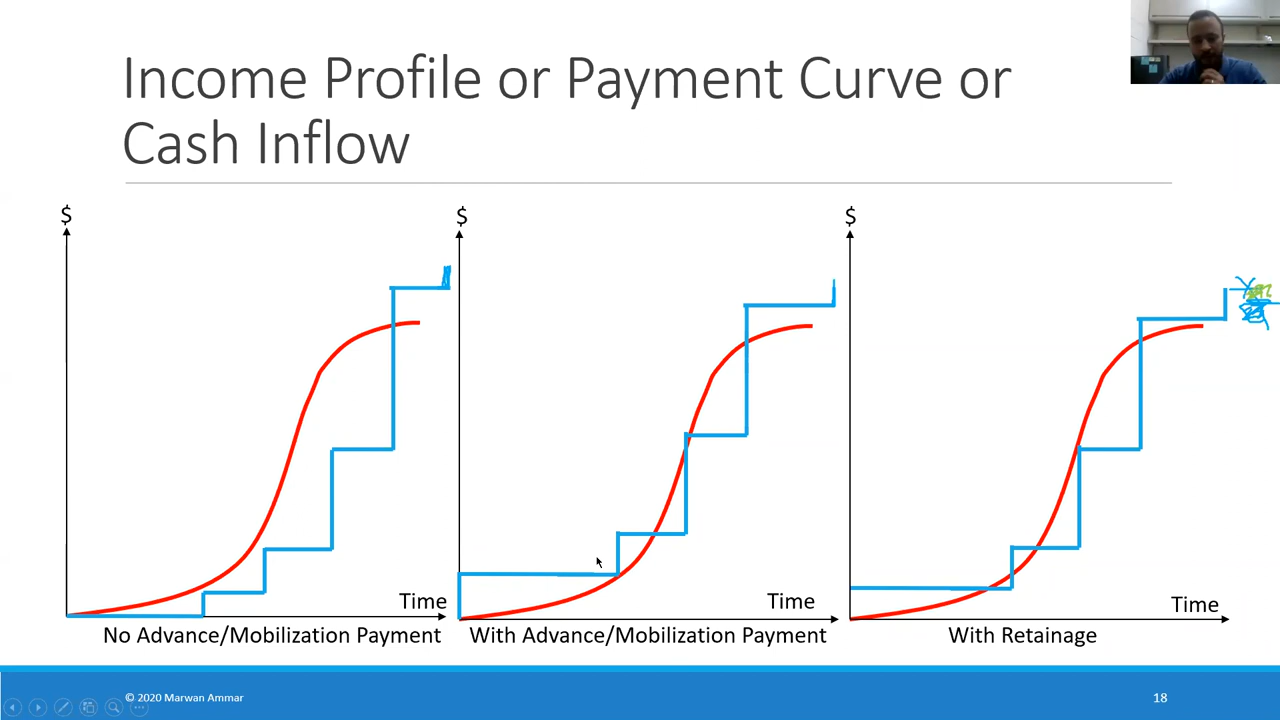 Income Profile or Payment Curve or
Cash Inflow
$
$
$
Time
Time
Time
No Advance/Mobilization Payment
With Advance/Mobilization Payment
With Retainage
© 2020 Marwan Ammar
18